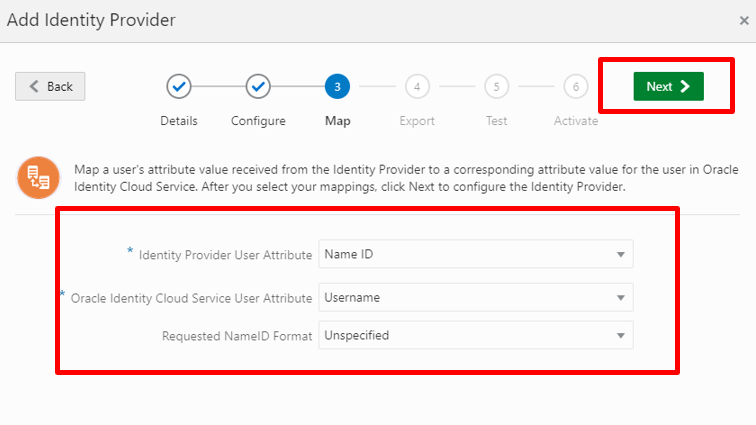 Add Identity Provider
×
Back
3
4
5
6
Next
Details
Configure
Map
Export
Test
Activate
Map a user's attribute value received from the Identity Provider to a corresponding attribute value for the user in Oracle
Identity Cloud Service. After you select your mappings, click Next to configure the Identity Provider.
* Identity Provider User Attribute
Name ID
* Oracle Identity Cloud Service User Attribute
Username
Requested NameID Format
Unspecified